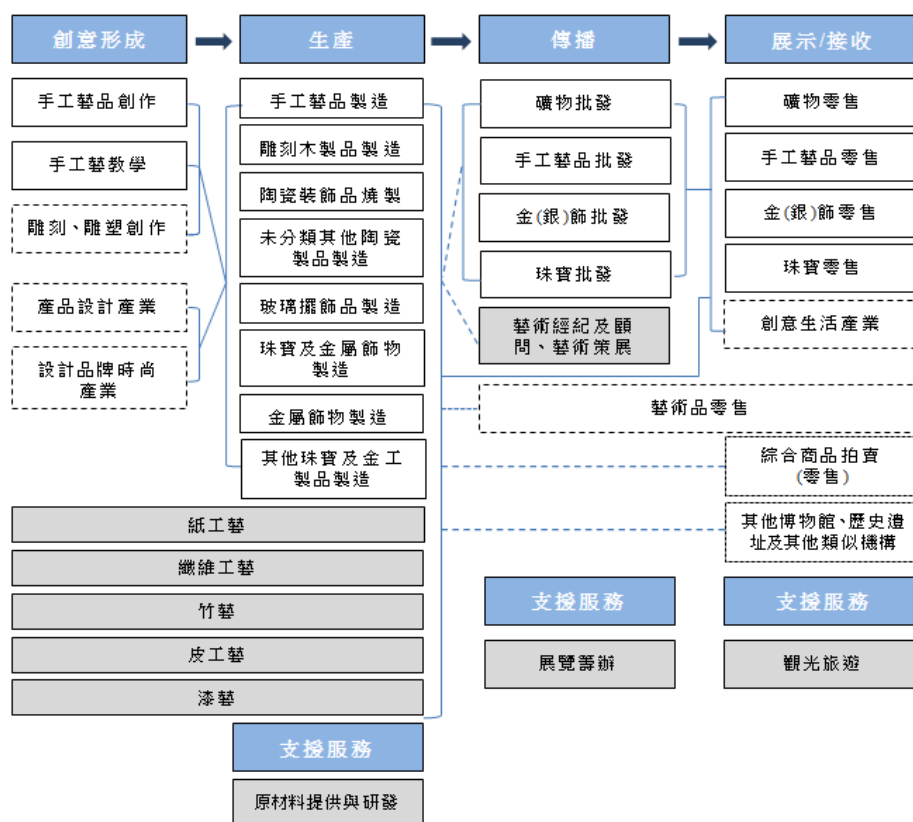 創意形成
生產
傳播
展示/接收
手工藝品創作
手工藝教學
雕刻、雕塑創作
產品設計產業
設計品牌時尚
產業
手工藝品製造
雕刻木製品製造
陶瓷裝飾品燒製
未分類其他陶瓷
製品製造
玻璃擺飾品製造
珠寶及金屬飾物
製造
金屬飾物製造
其他珠寶及金工
製品製造
礦物批發
手工藝品批發
金(銀)飾批發
珠寶批發
藝術經紀及顧
問、藝術策展
礦物零售
手工藝品零售
金(銀)飾零售
珠寶零售
創意生活產業
藝術品零售
綜合商品拍賣
(零售)
其他博物館、歷史遺
址及其他類似機構
紙工藝
纖維工藝
竹藝
皮工藝
漆藝
支援服務
展覽籌辦
支援服務
觀光旅遊
支援服務
原材料提供與研發